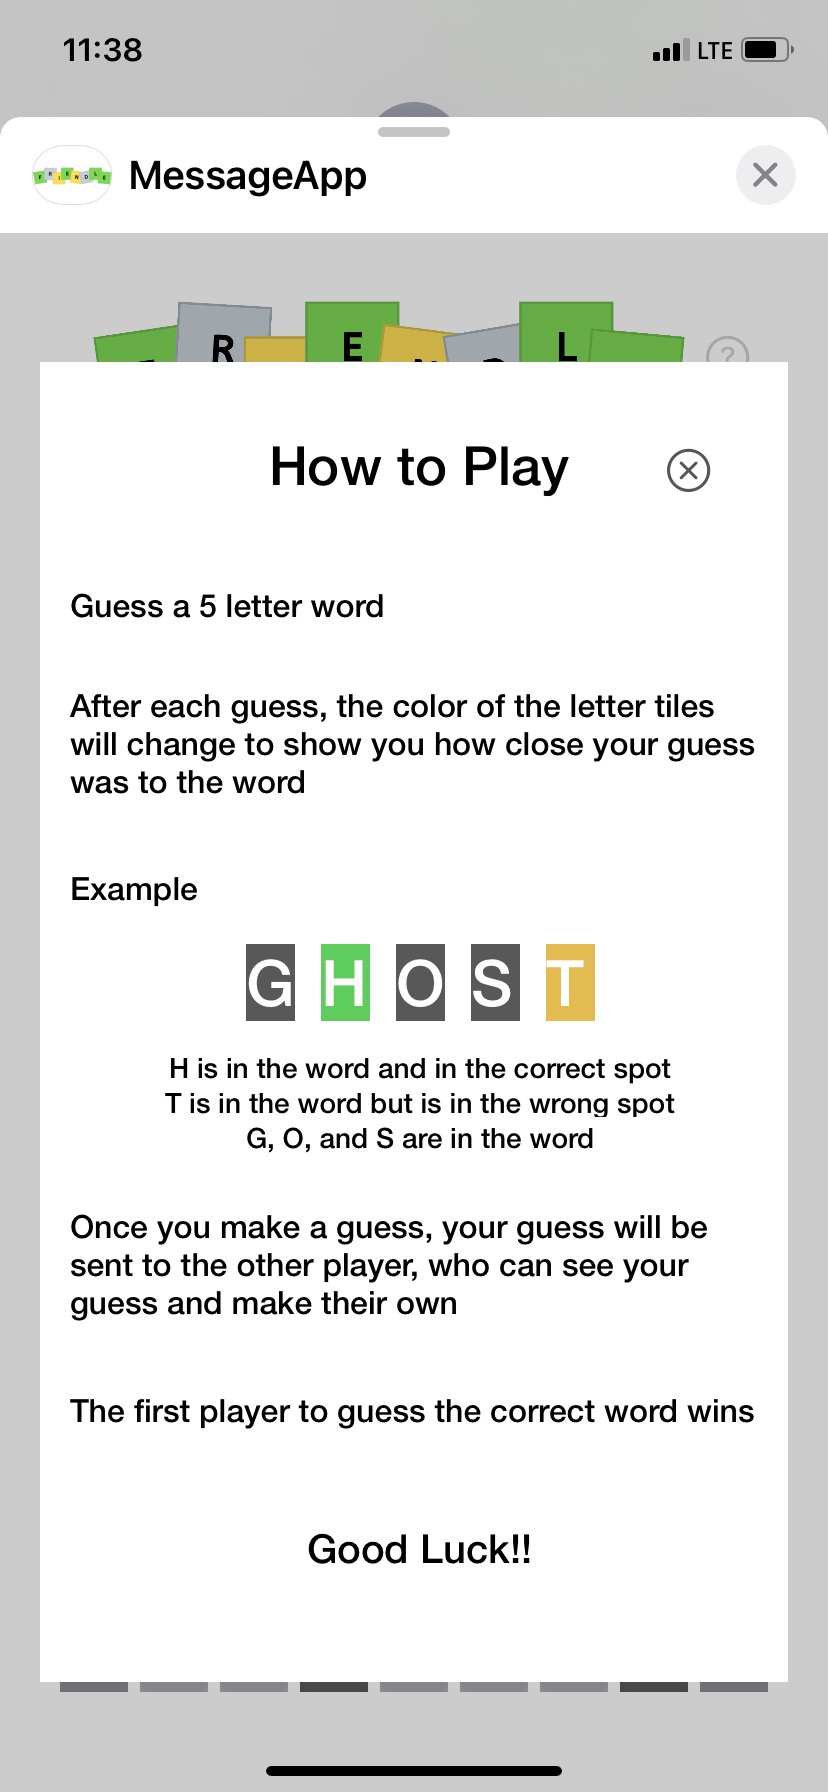 11:38 LTE
MessageApp
R E L
?
How to Play
Guess a 5 letter word
After each guess, the color of the letter tiles
will change to show you how close your guess
was to the word
Example
G H O S T
H is in the word and in the correct spot
T is in the word but is in the wrong spot
G, O, and S are in the word
Once you make a guess, your guess will be
sent to the other player, who can see your
guess and make their own
The first player to guess the correct word wins
Good Luck!!